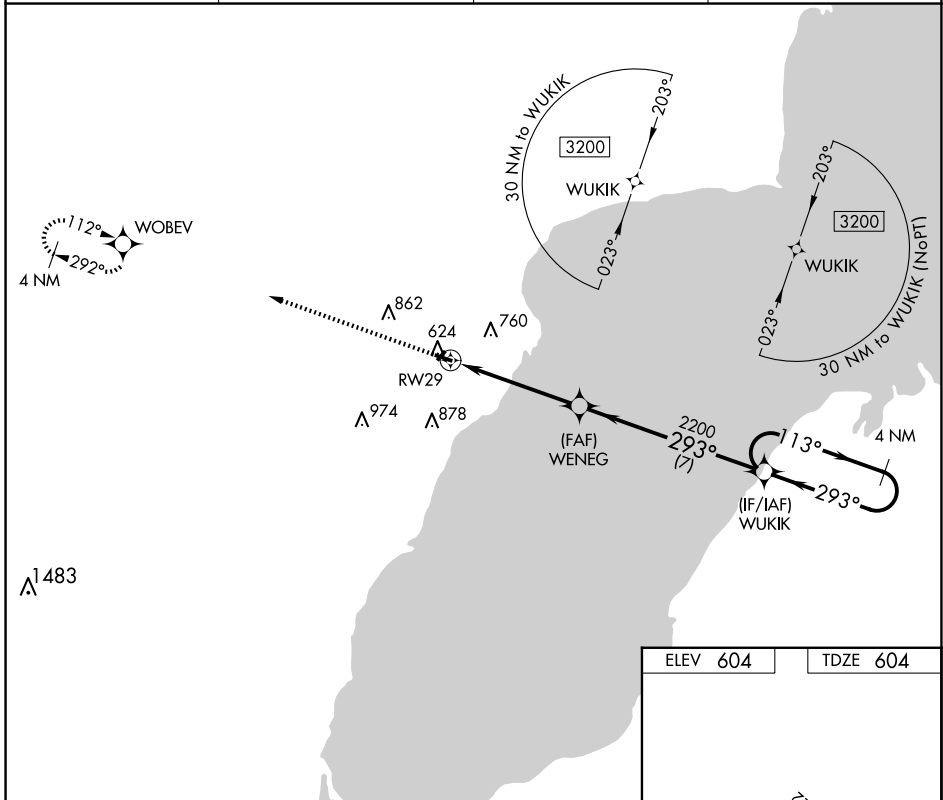 30 NM to WUKIK
203°
3200
WUKIK
023°
203°
3200
WUKIK
023°
30 NM to WUKIK (NoPT)
112°
WOBEV
292°
4 NM
862
760
624
RW29
974
878
(FAF)
WENEG
2200
293°
(7)
113°
4 NM
293°
(IF/IAF)
WUKIK
1483
ELEV 604
TDZE 604